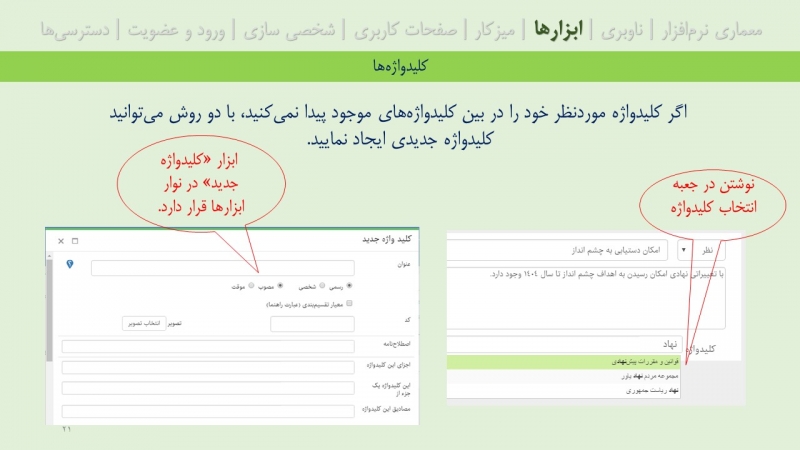 معماری نرم‌افزار | ناوبری | ابزارها | میزکار | صفحات کاربری | شخصی سازی | ورود و عضویت | دسترسی‌ها
کلیدواژه‌ها
اگر کلیدواژه موردنظر خود را در بین کلیدواژه‌های موجود پیدا نمی‌کنید، با دو روش می‌توانید
کلیدواژه جدیدی ایجاد نمایید.
نوشتن در جعبه
انتخاب کلیدواژه
نظر
امکان دستیابی به چشم انداز
با تغییراتی نهادی امکان رسیدن به اهداف چشم انداز تا سال ۱۴۰۴ وجود دارد.
کلیدواژه
نهاد
قوانین و مقررات پیش‌نهادی
مجموعه مردم نهاد یاور
نهاد ریاست جمهوری
ابزار «کلیدواژه
جدید» در نوار
ابزارها قرار دارد.
کلید واژه جدید
عنوان
رسمی شخصی مصوب موقت
معیار تقسیم‌بندی (عبارت راهنما)
کد
تصویر انتخاب تصویر
اصطلاحنامه
اجزای این کلیدواژه
این کلیدواژه یک
جزء از
مصادیق این کلیدواژه
۲۱